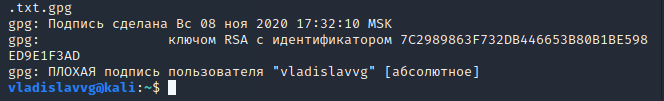 .txt.gpg
gpg: Подпись сделана Вс 08 ноя 2020 17:32:10 MSK
gpg:                ключом RSA с идентификатором 7C2989863F732DB446653B80B1BE598
ED9E1F3AD
gpg: ПЛОХАЯ подпись пользователя "vladislavvg" [абсолютное]
vladislavvg@kali:~$